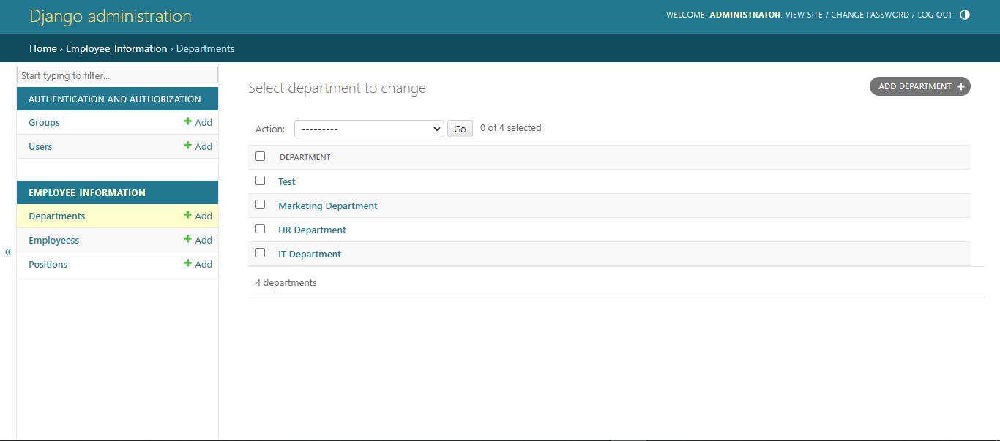 Django administration
WELCOME, ADMINISTRATOR. VIEW SITE / CHANGE PASSWORD / LOG OUT
Home › Employee_Information › Departments
Start typing to filter...
AUTHENTICATION AND AUTHORIZATION
Groups + Add
Users + Add
EMPLOYEE_INFORMATION
Departments + Add
Employeess + Add
Positions + Add
«
Select department to change
ADD DEPARTMENT +
Action: --------- Go 0 of 4 selected
DEPARTMENT
Test
Marketing Department
HR Department
IT Department
4 departments